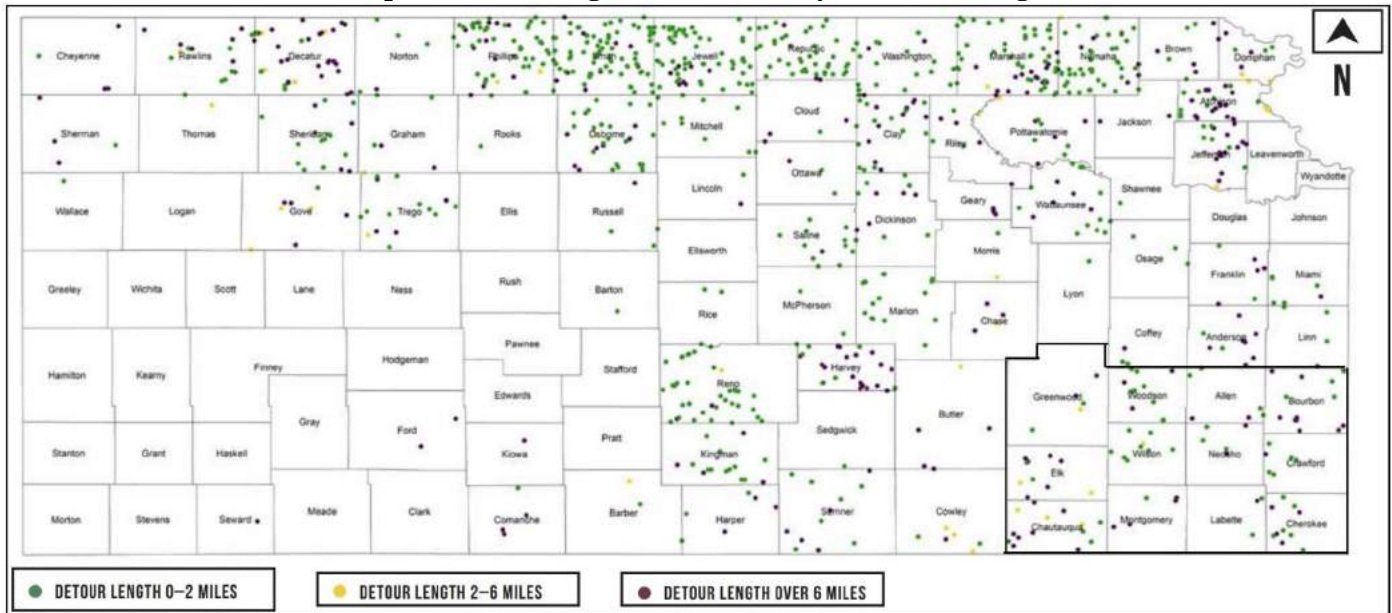 Cheyenne Rawlins Decatur Norton Phillips Smith Jewell Republic Washington Marshall Nemaha Brown Doniphan
N
Sherman Thomas Sheridan Graham Rooks Osborne Mitchell Cloud Clay Riley Pottawatomie Jackson Atchison
Jefferson Leavenworth
Wyandotte
Wallace Logan Gove Trego Ellis Russell Lincoln Ottawa Dickinson Geary Wabaunsee Shawnee Douglas Johnson
Ellsworth Saline Morris Osage
Greeley Wichita Scott Lane Ness Rush Barton Rice McPherson Marion Chase Lyon Franklin Miami
Coffey Anderson Linn
Hamilton Kearny Finney Hodgeman Pawnee Stafford Reno Harvey
Edwards Butler Greenwood Woodson Allen Bourbon
Stanton Grant Haskell Gray Ford Kiowa Pratt Kingman Sedgwick Elk Wilson Neosho Crawford
Morton Stevens Seward Meade Clark Comanche Barber Harper Sumner Cowley Chautauqua Montgomery Labette Cherokee
DETOUR LENGTH 0–2 MILES DETOUR LENGTH 2–6 MILES DETOUR LENGTH OVER 6 MILES